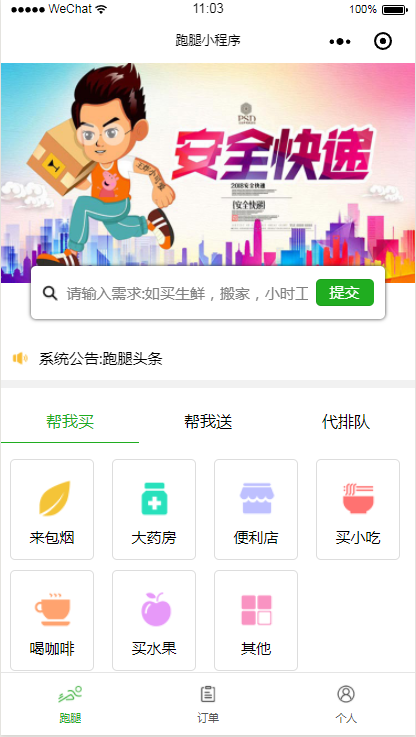 WeChat
11:03
100%
跑腿小程序
PSD
安全快递
2018安全快递
[安全快递]
请输入需求:如买生鲜，搬家，小时工
提交
系统公告:跑腿头条
帮我买
帮我送
代排队
来包烟
大药房
便利店
买小吃
喝咖啡
买水果
其他
跑腿
订单
个人